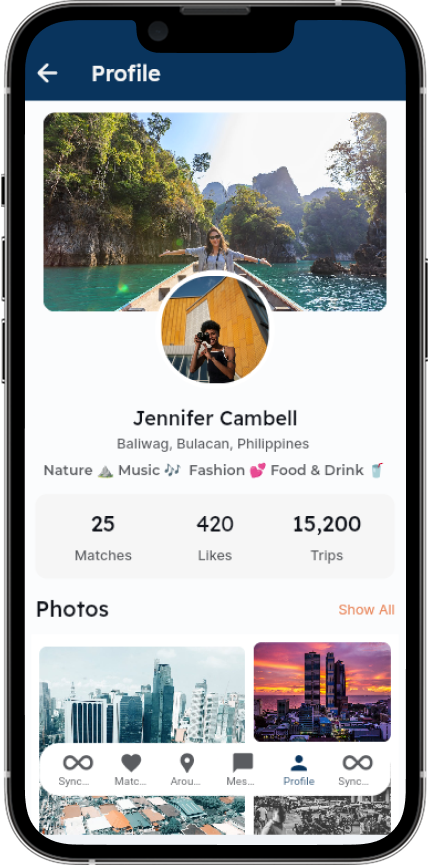 Profile
Jennifer Cambell
Baliwag, Bulacan, Philippines
Nature ⛰️ Music 🎶 Fashion 💕 Food & Drink 🥤
25 420 15,200
Matches Likes Trips
Photos Show All
Sync... Matc... Arou... Mes... Profile Sync...